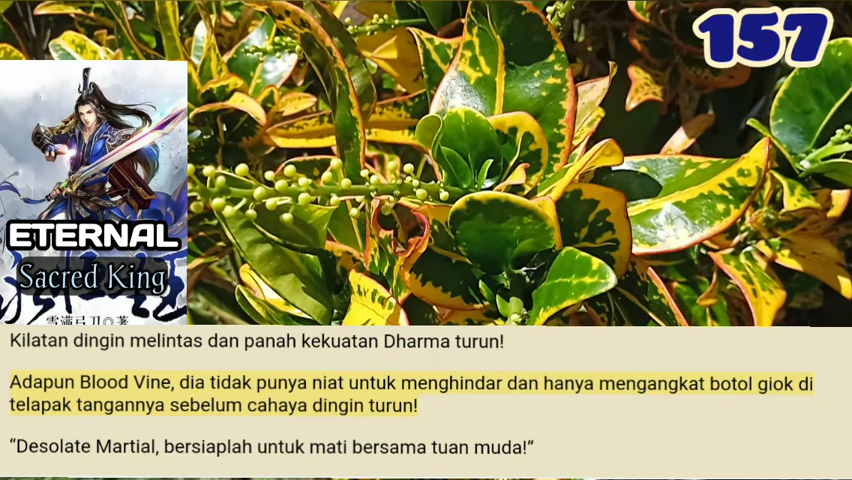 157
ETERNAL
Sacred King
Kilatan dingin melintas dan panah kekuatan Dharma turun!
Adapun Blood Vine, dia tidak punya niat untuk menghindar dan hanya mengangkat botol giok di
telapak tangannya sebelum cahaya dingin turun!
“Desolate Martial, bersiaplah untuk mati bersama tuan muda!”